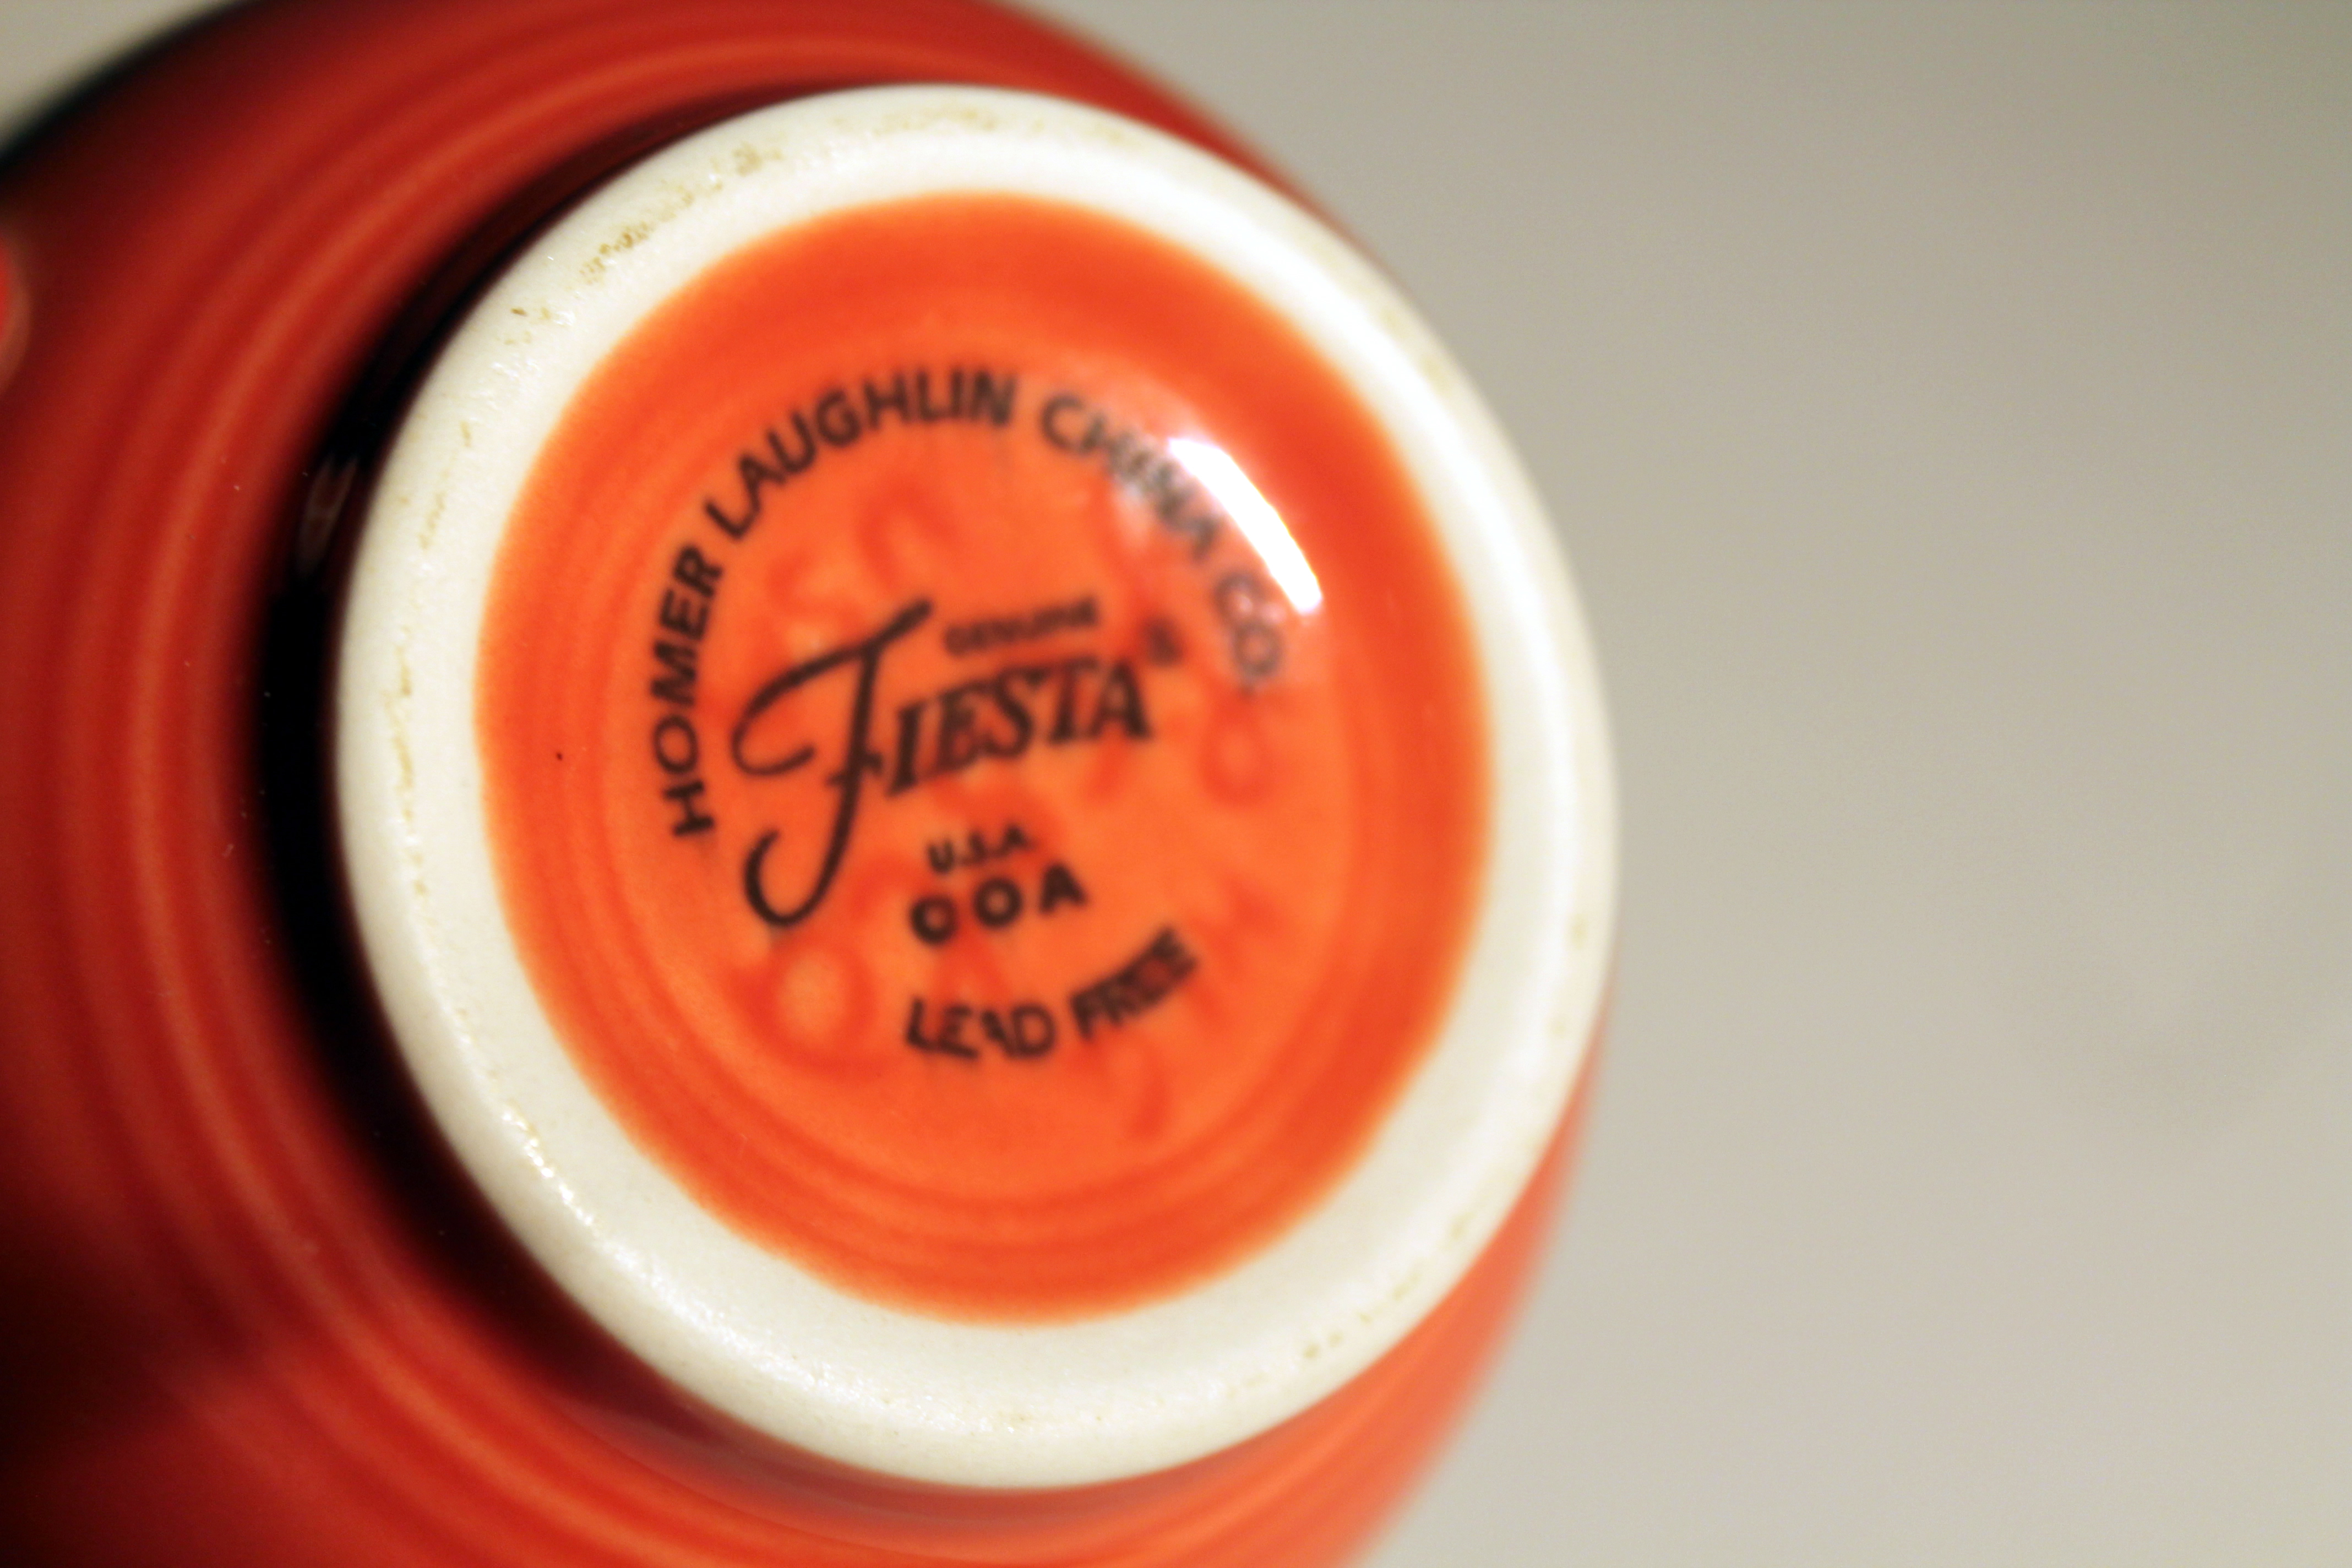 HOMER LAUGHLIN CHINA CO.
GENUINE
FIESTA®
U.S.A.
OOA
LEAD FREE